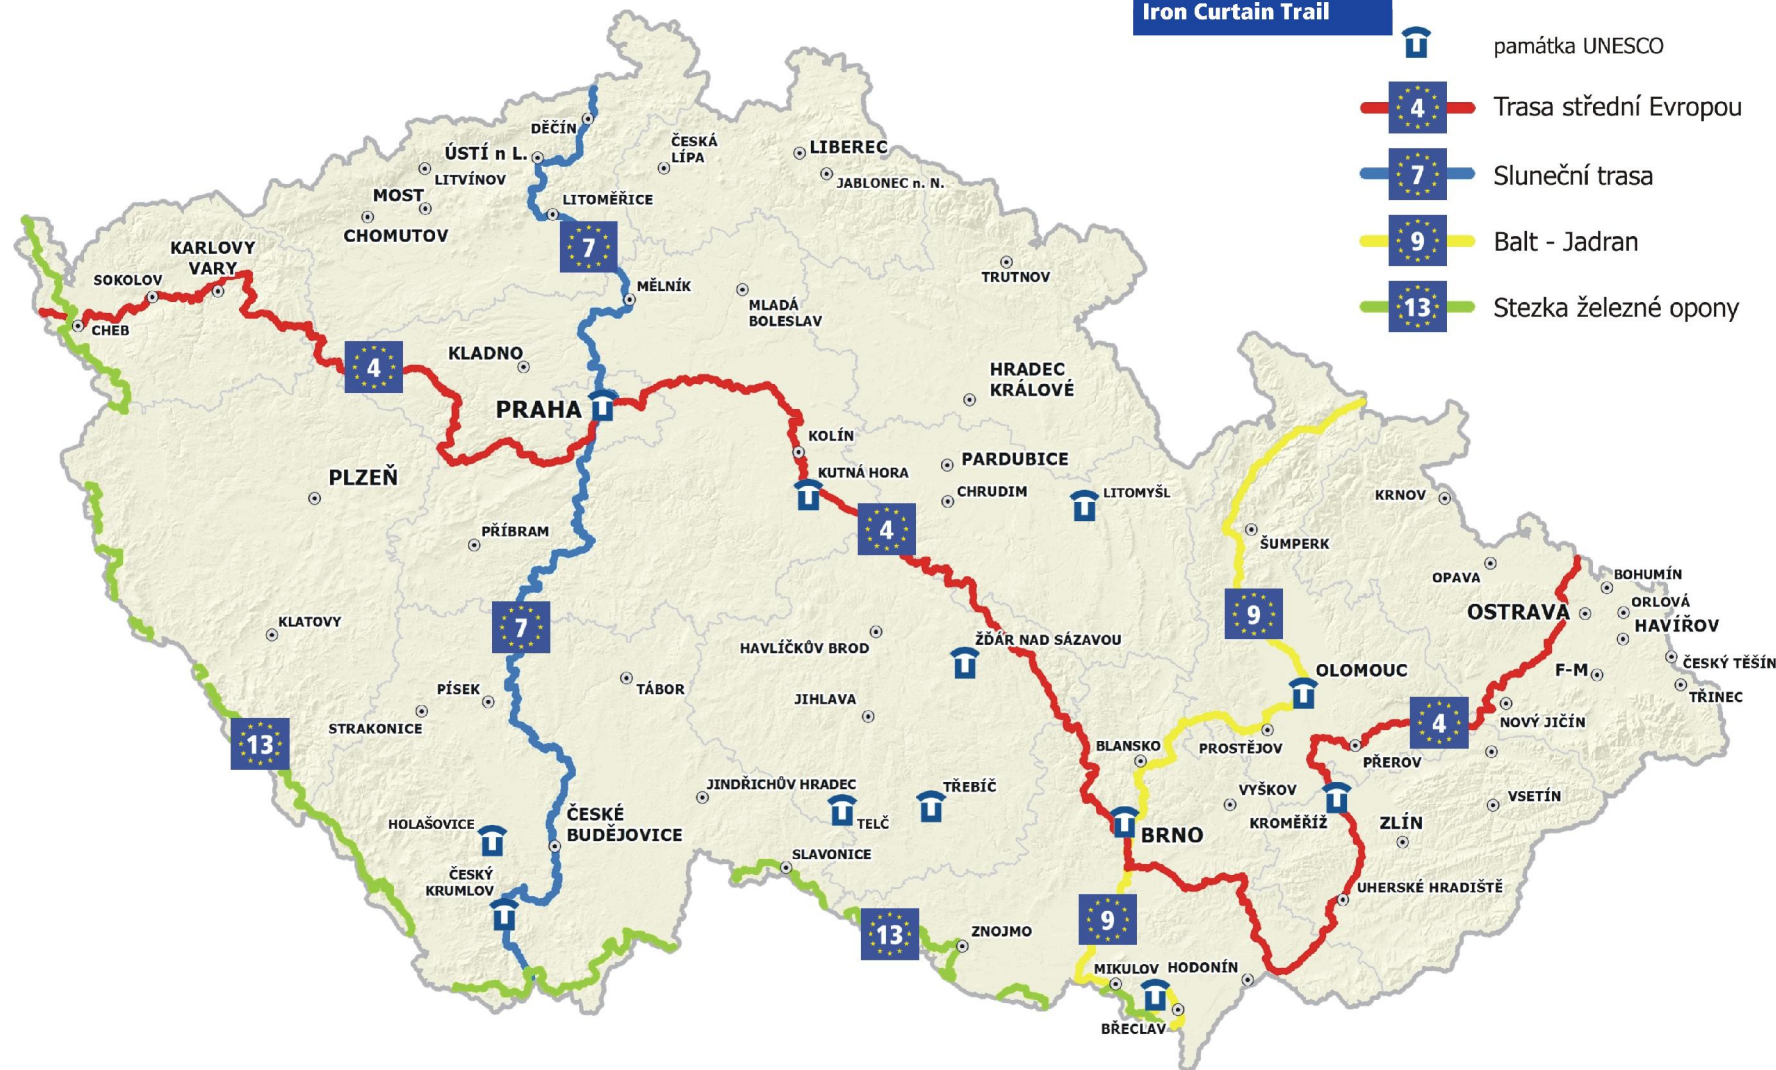 Iron Curtain Trail
památka UNESCO
4
Trasa střední Evropou
7
Sluneční trasa
9
Balt - Jadran
13
Stezka železné opony
DĚČÍN
ÚSTÍ n L.
ČESKÁ
LÍPA
LIBEREC
LITVÍNOV
JABLONEC n. N.
MOST
LITOMĚŘICE
CHOMUTOV
7
KARLOVY
VARY
SOKOLOV
TRUTNOV
MĚLNÍK
MLADÁ
BOLESLAV
CHEB
KLADNO
4
HRADEC
KRÁLOVÉ
PRAHA
KOLÍN
PARDUBICE
KUTNÁ HORA
PLZEŇ
CHRUDIM
LITOMYŠL
KRNOV
4
PŘÍBRAM
ŠUMPERK
OPAVA
BOHUMÍN
ORLOVÁ
OSTRAVA
HAVÍŘOV
9
KLATOVY
7
HAVLÍČKŮV BROD
ŽĎÁR NAD SÁZAVOU
ČESKÝ TĚŠÍN
OLOMOUC
F-M
TŘINEC
PÍSEK
TÁBOR
JIHLAVA
STRAKONICE
4
NOVÝ JIČÍN
13
BLANSKO
PROSTĚJOV
PŘEROV
JINDŘICHŮV HRADEC
TŘEBÍČ
VYŠKOV
VSETÍN
HOLAŠOVICE
ČESKÉ
BUDĚJOVICE
TELČ
BRNO
KROMĚŘÍŽ
ZLÍN
SLAVONICE
ČESKÝ
KRUMLOV
UHERSKÉ HRADIŠTĚ
13
ZNOJMO
9
MIKULOV
HODONÍN
BŘECLAV